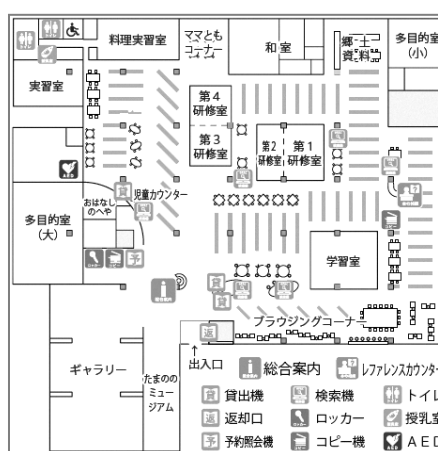 料理実習室
ママとも
コーナー
和室
郷土
資料
多目的室
(小)
実習室
第4
研修室
第3
研修室
第2
研修室
第1
研修室
児童カウンター
おはなし
のへや
多目的室
(大)
貸
予
学習室
貸
貸
返
ブラウジングコーナー
出入口
ギャラリー
たまのの
ミュー
ジアム
総合案内
レファレンスカウンター
貸出機
検索機
トイレ
返却口
ロッカー
授乳室
予約照会機
コピー機
AED